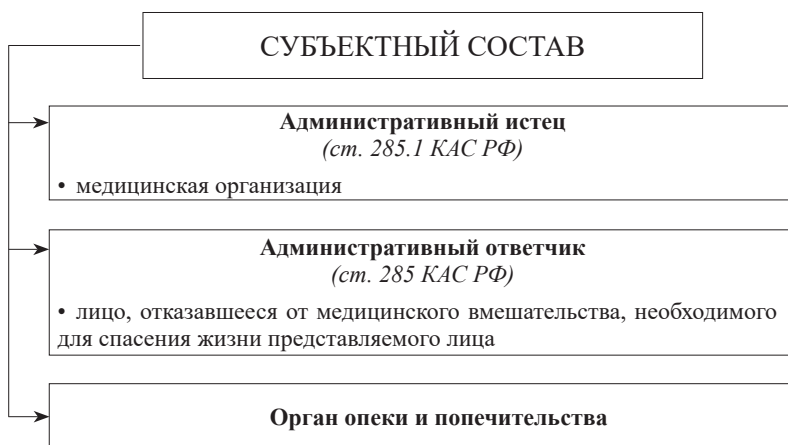 СУБЪЕКТНЫЙ СОСТАВ
Административный истец
(ст. 285.1 КАС РФ)
• медицинская организация
Административный ответчик
(ст. 285 КАС РФ)
• лицо, отказавшееся от медицинского вмешательства, необходимого
для спасения жизни представляемого лица
Орган опеки и попечительства